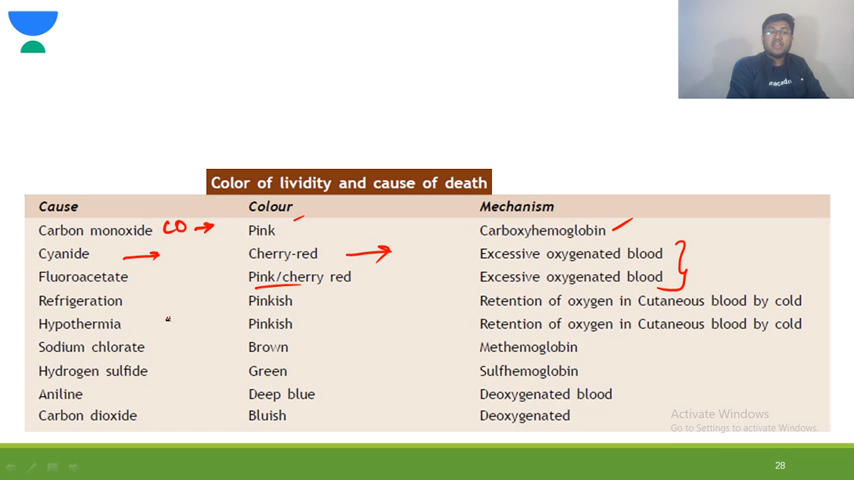 Color of lividity and cause of death
Cause Colour Mechanism
Carbon monoxide CO → Pink Carboxyhemoglobin
Cyanide → Cherry-red → Excessive oxygenated blood
Fluoroacetate Pink/cherry red Excessive oxygenated blood
Refrigeration Pinkish Retention of oxygen in Cutaneous blood by cold
Hypothermia Pinkish Retention of oxygen in Cutaneous blood by cold
Sodium chlorate Brown Methemoglobin
Hydrogen sulfide Green Sulfhemoglobin
Aniline Deep blue Deoxygenated blood
Carbon dioxide Bluish Deoxygenated
Activate Windows
Go to Settings to activate Windows.
28